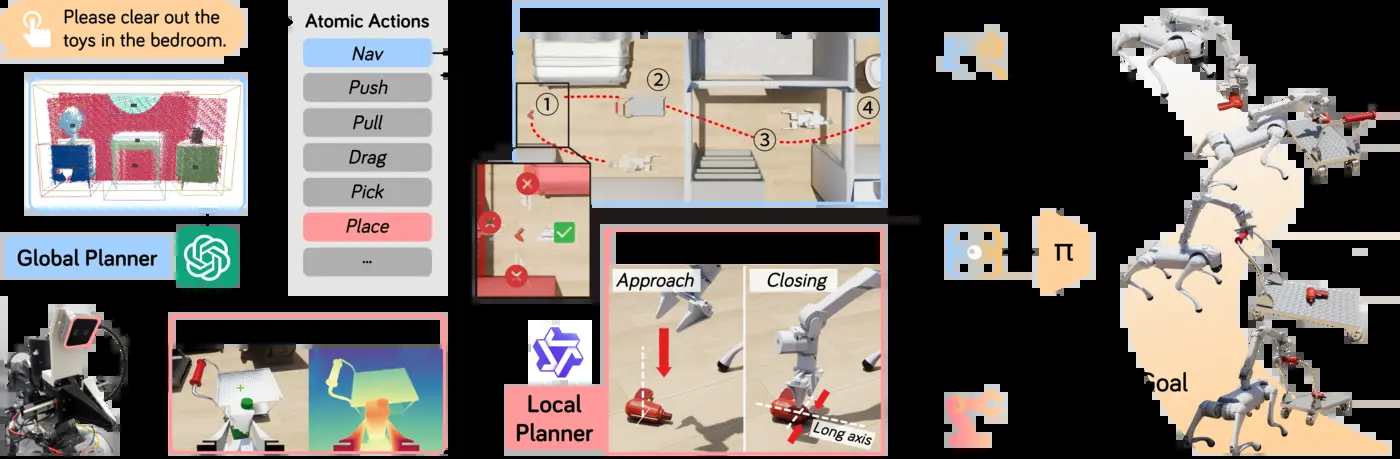 Please clear out the
toys in the bedroom.
Global Planner
Atomic Actions
Nav
Push
Pull
Drag
Pick
Place
...
①
②
③
④
Local
Planner
Approach
Closing
Long axis
π
Goal